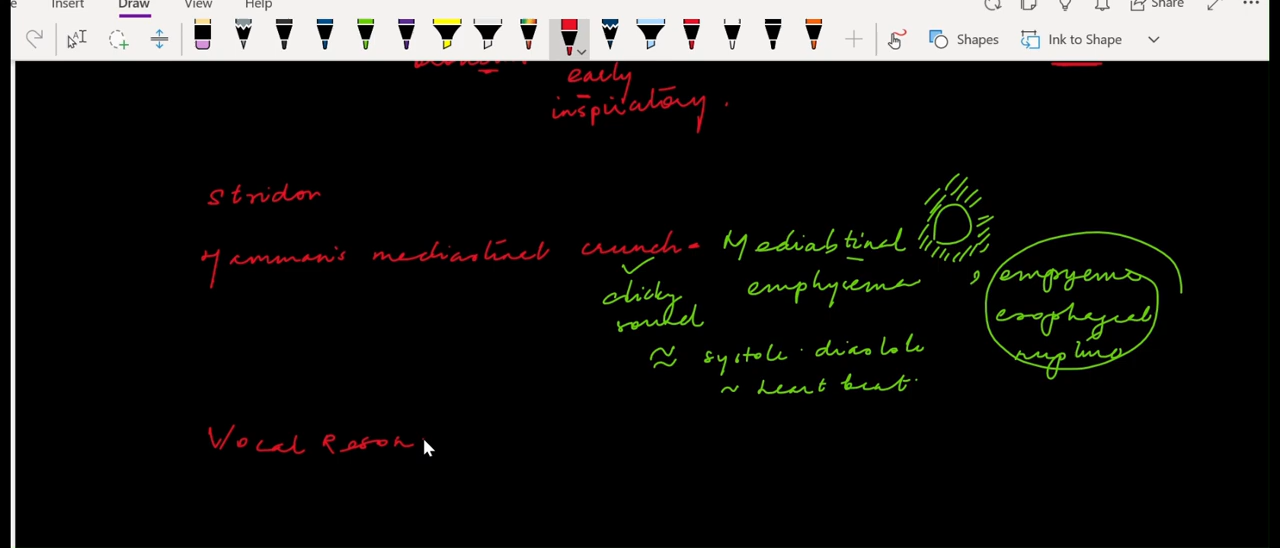 Insert Draw View Help Share
Shapes Ink to Shape
early
inspiratory.
Stridor
Hamman's mediastinal crunch - Mediastinal
clicky emphysema , empyema
sound esophageal
≈ systole · diastole rupture
~ heart beat.
Vocal Reson